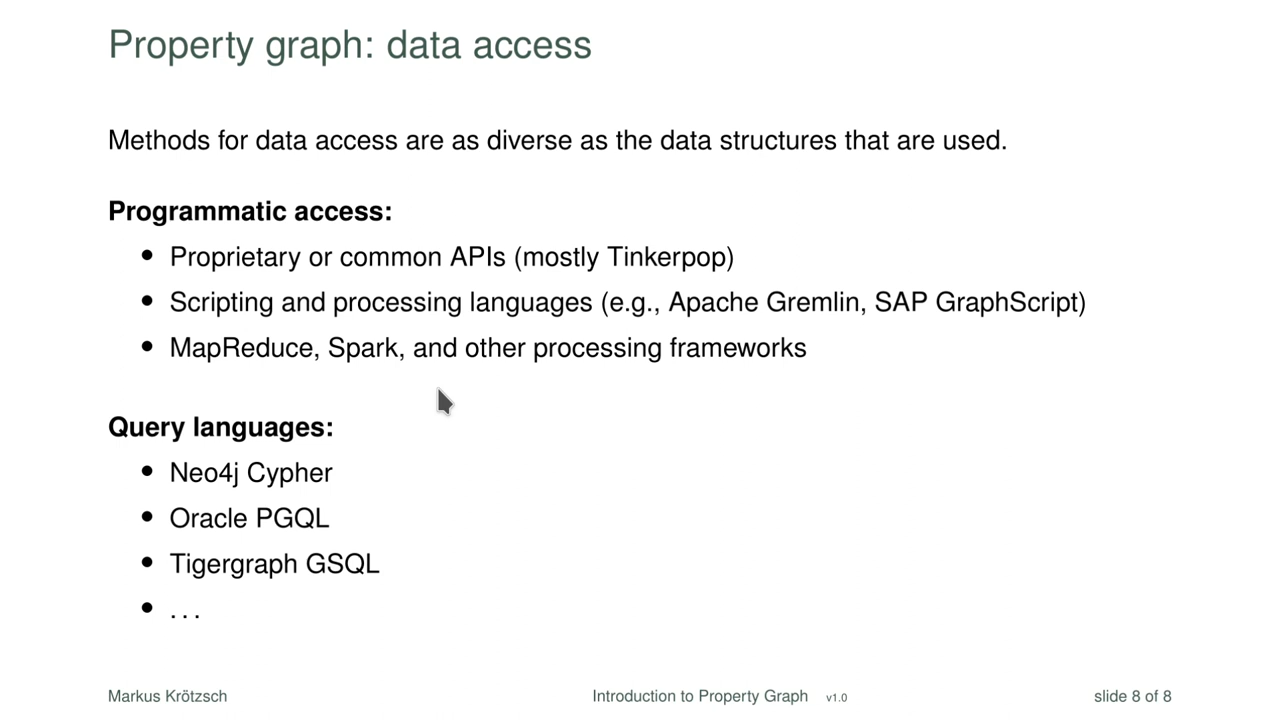 Property graph: data access
Methods for data access are as diverse as the data structures that are used.
Programmatic access:
• Proprietary or common APIs (mostly Tinkerpop)
• Scripting and processing languages (e.g., Apache Gremlin, SAP GraphScript)
• MapReduce, Spark, and other processing frameworks
Query languages:
• Neo4j Cypher
• Oracle PGQL
• Tigergraph GSQL
• . . .
Markus Krötzsch Introduction to Property Graph v1.0 slide 8 of 8